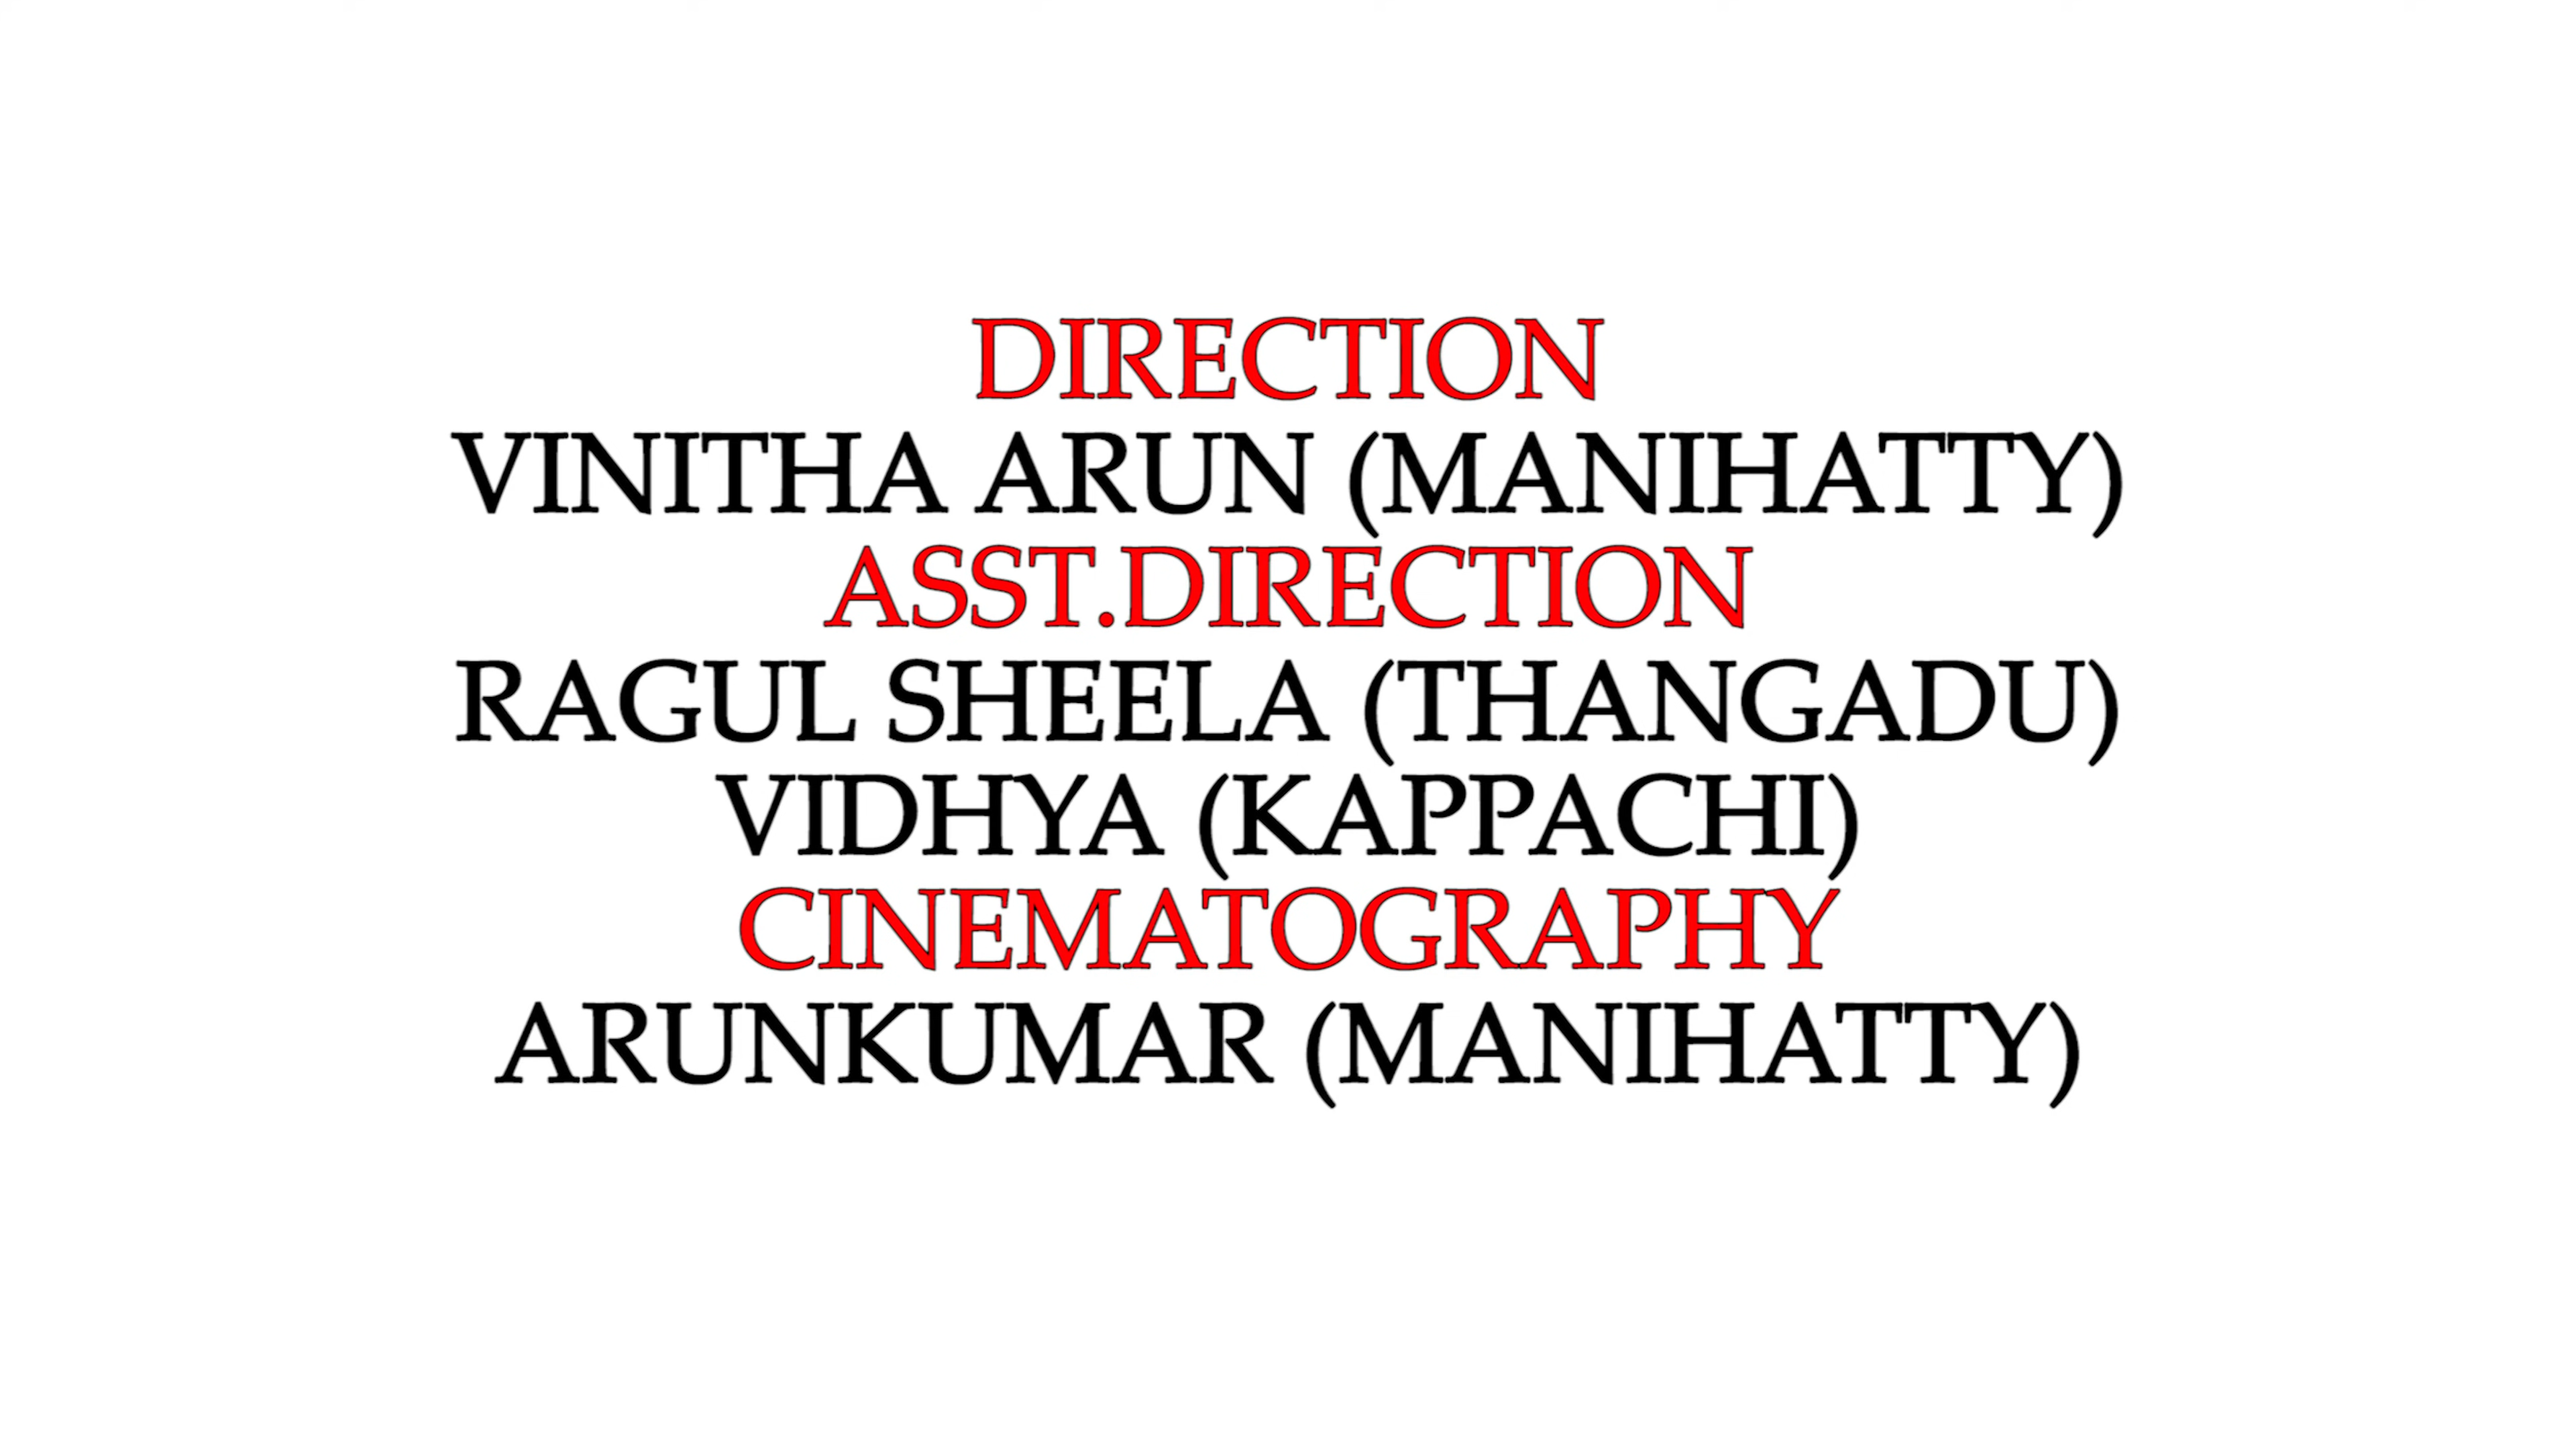 DIRECTION
VINITHA ARUN (MANIHATTY)
ASST.DIRECTION
RAGUL SHEELA (THANGADU)
VIDHYA (KAPPACHI)
CINEMATOGRAPHY
ARUNKUMAR (MANIHATTY)